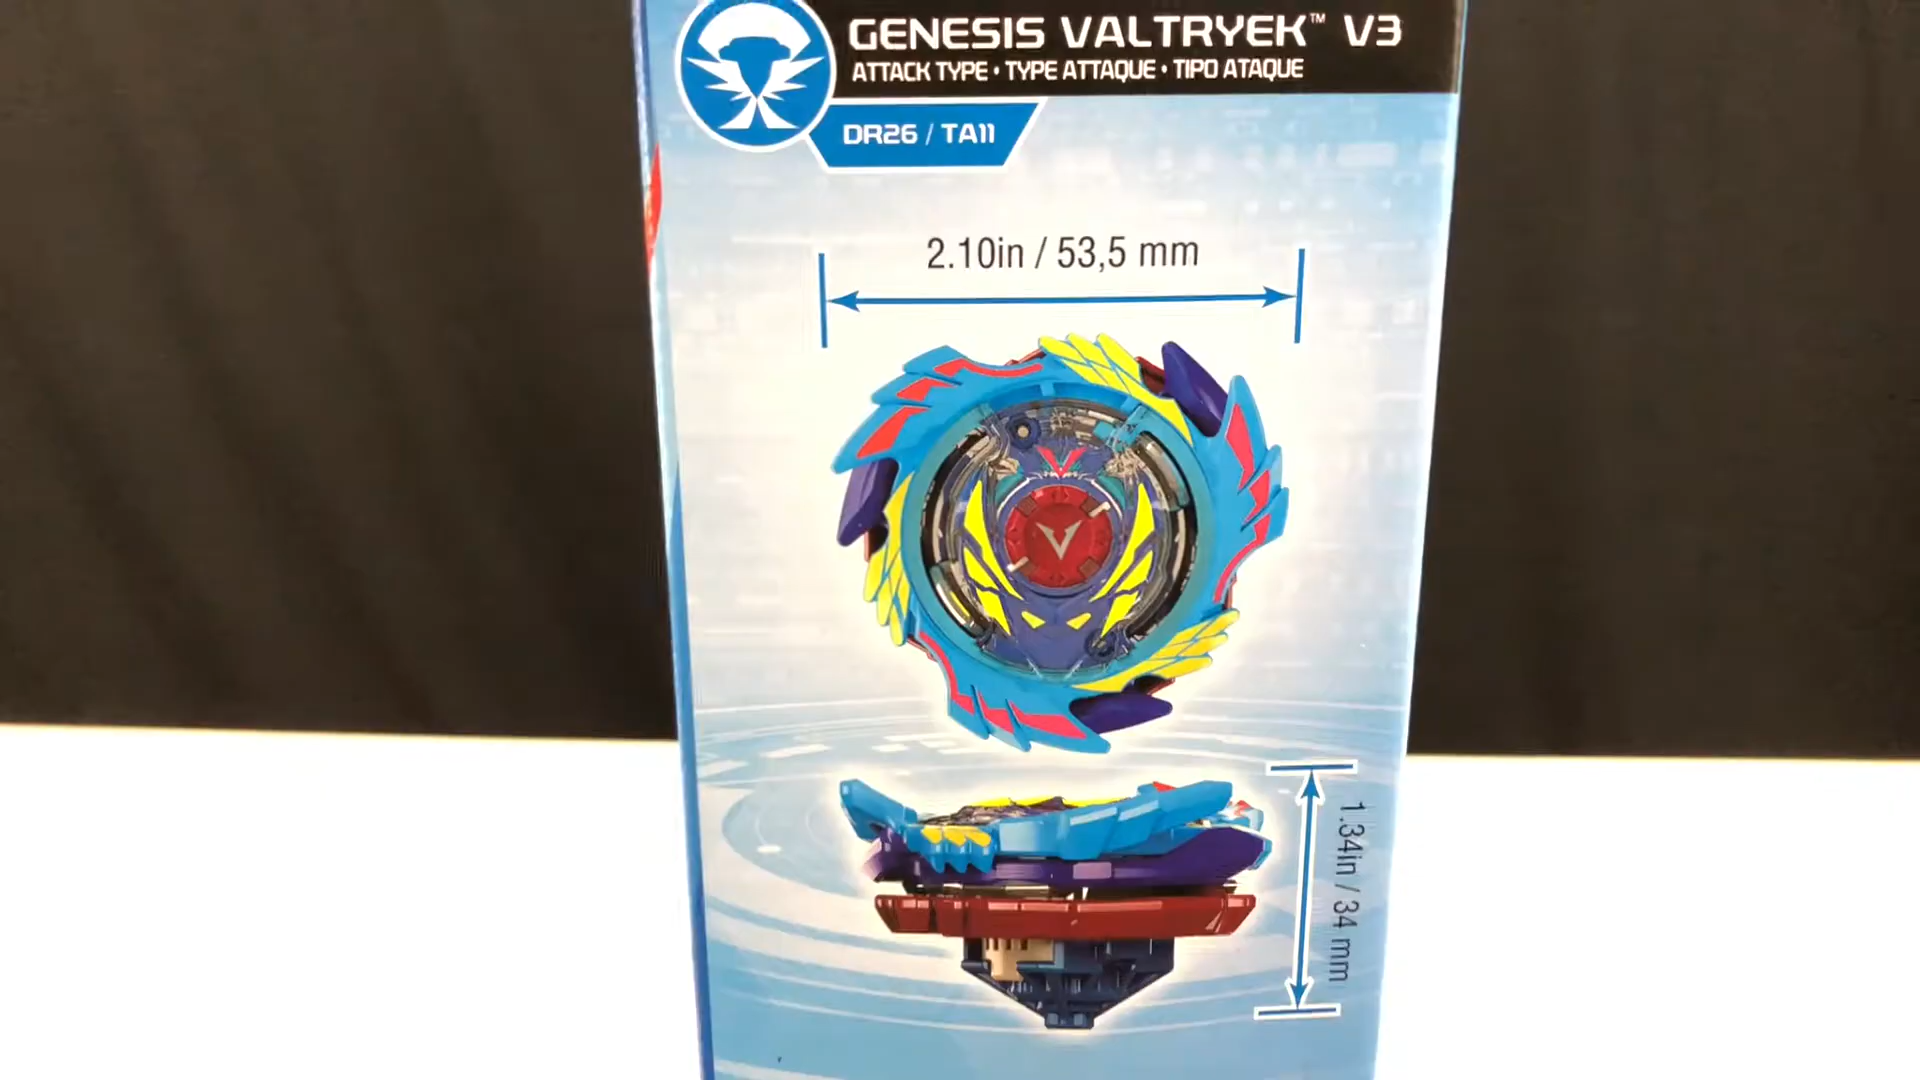 GENESIS VALTRYEK™ V3
ATTACK TYPE • TYPE ATTAQUE • TIPO ATAQUE
DR26 / TA11
2.10in / 53,5 mm
V
1.34in / 34 mm